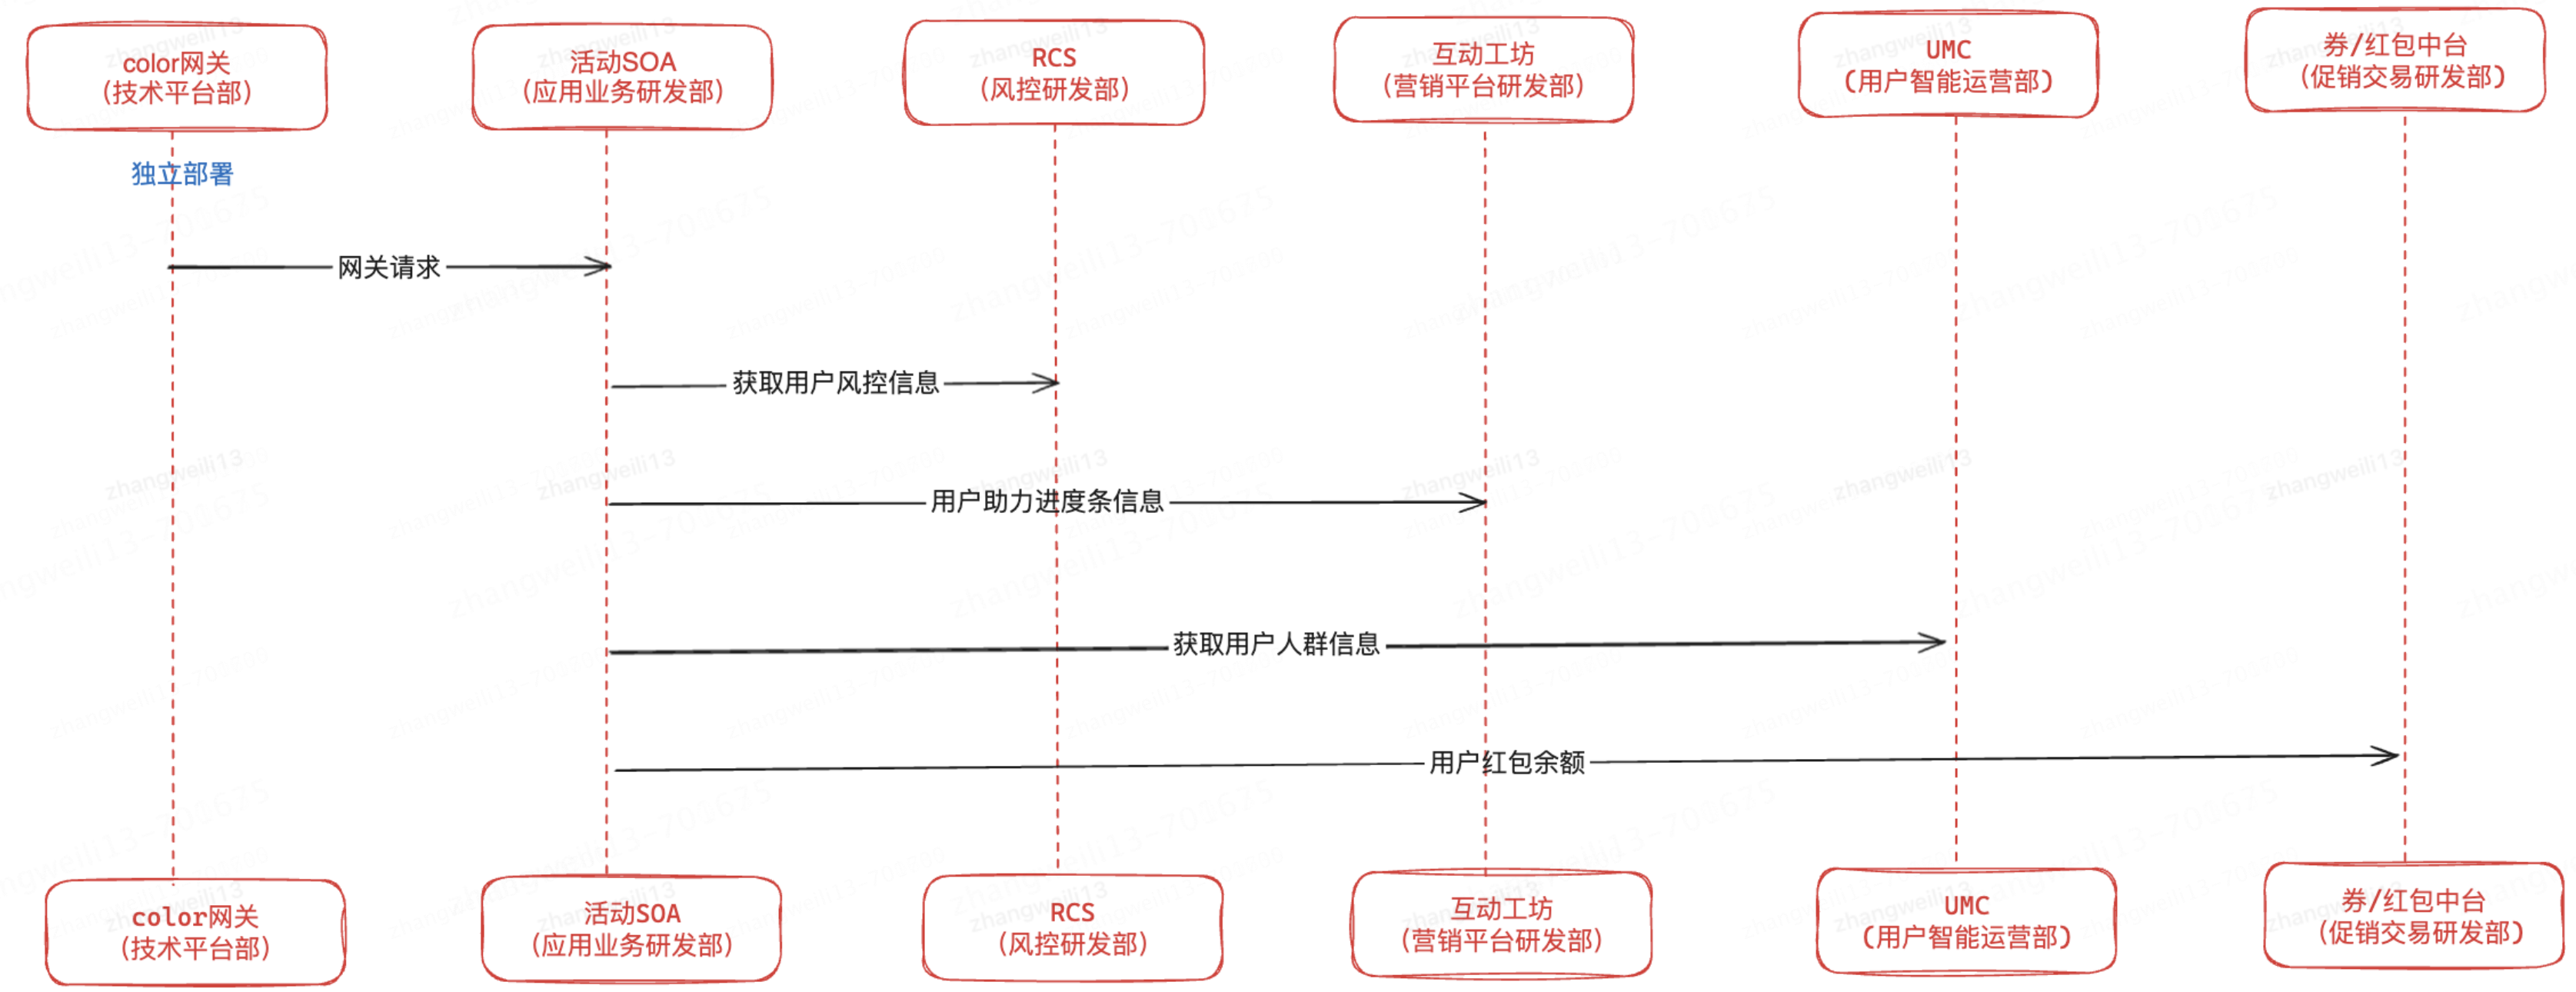 color网关
（技术平台部）
活动SOA
（应用业务研发部）
RCS
（风控研发部）
互动工坊
（营销平台研发部）
UMC
（用户智能运营部）
券/红包中台
（促销交易研发部）
独立部署
网关请求
获取用户风控信息
用户助力进度条信息
获取用户人群信息
用户红包余额
color网关
（技术平台部）
活动SOA
（应用业务研发部）
RCS
（风控研发部）
互动工坊
（营销平台研发部）
UMC
（用户智能运营部）
券/红包中台
（促销交易研发部）
zhangweili13